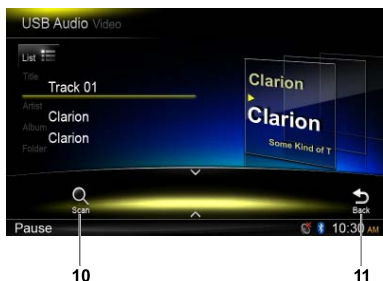 USB Audio Video
List
Title
Track 01
Artist
Clarion
Album
Clarion
Folder
Clarion
Clarion
Some Kind of T
Scan
Back
Pause
10:30 AM
10
11